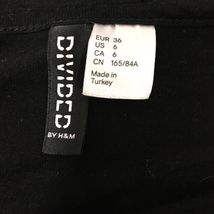 DIVIDED
BY H&M
EUR 36
US 6
CA 6
CN 165/84A
Made in
Turkey